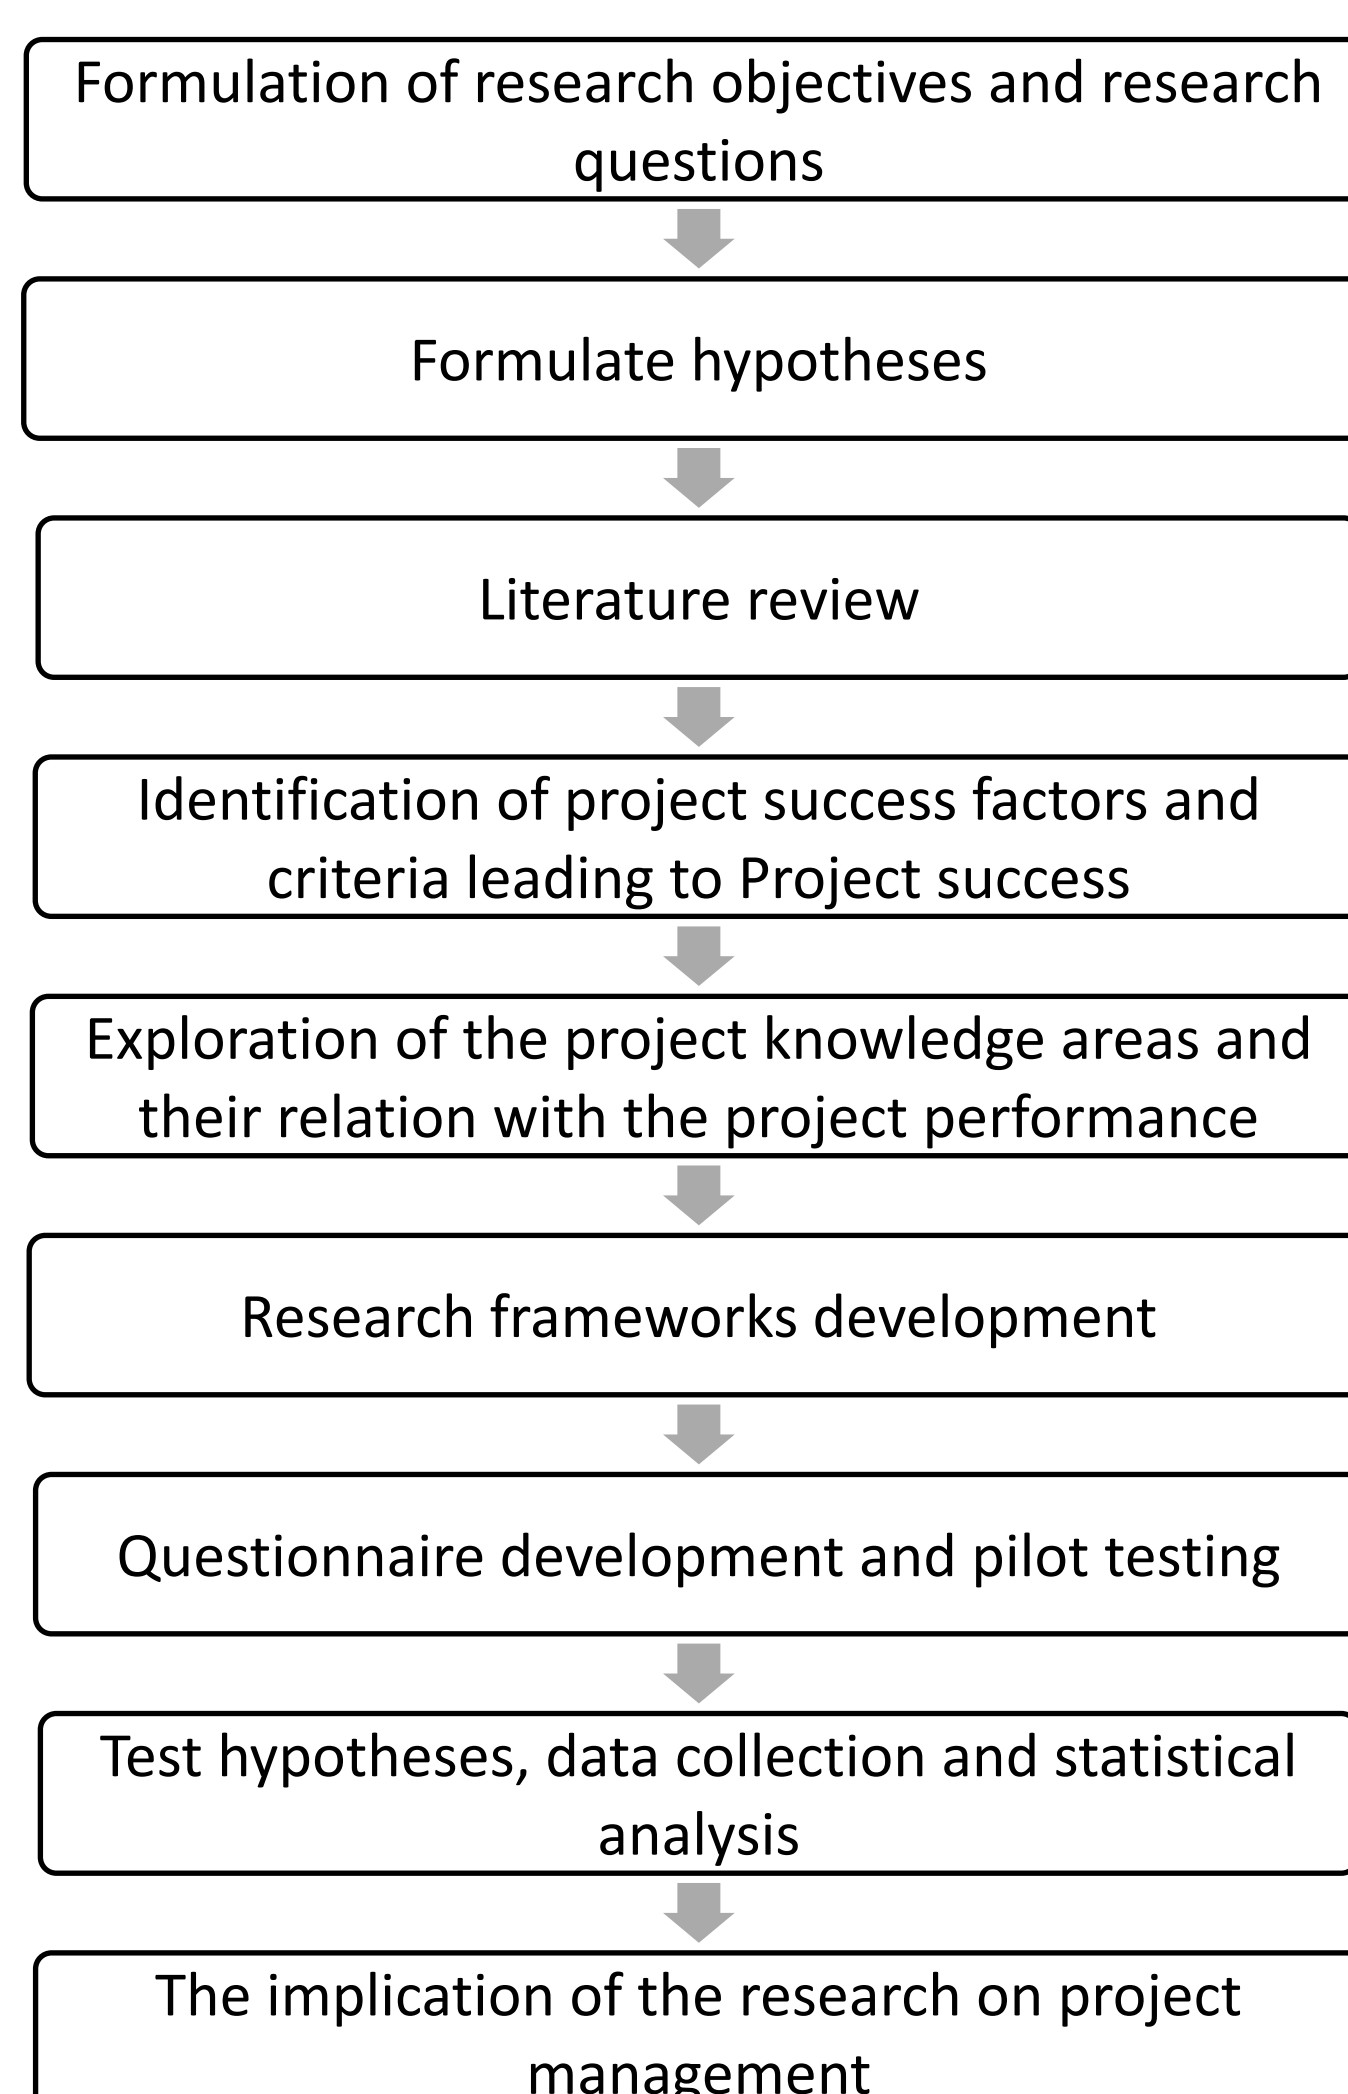 Formulation of research objectives and research
questions
Formulate hypotheses
Literature review
Identification of project success factors and
criteria leading to Project success
Exploration of the project knowledge areas and
their relation with the project performance
Research frameworks development
Questionnaire development and pilot testing
Test hypotheses, data collection and statistical
analysis
The implication of the research on project
management